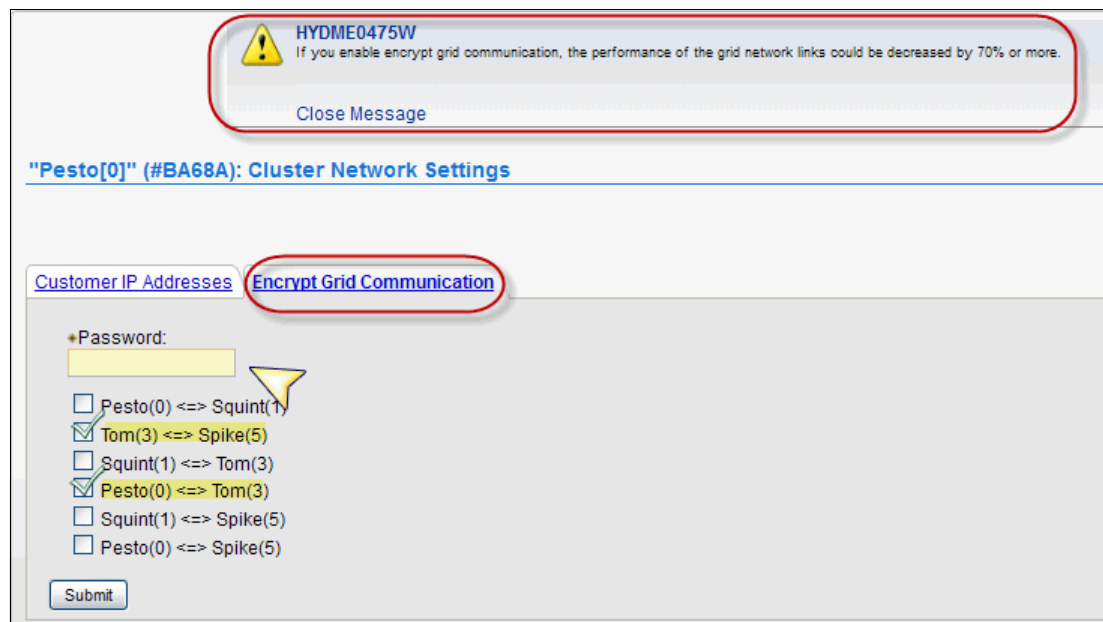 HYDME0475W
If you enable encrypt grid communication, the performance of the grid network links could be decreased by 70% or more.
Close Message
"Pesto[0]" (#BA68A): Cluster Network Settings
Customer IP Addresses Encrypt Grid Communication
Password:
Pesto(0) <=> Squint(1)
Tom(3) <=> Spike(5)
Squint(1) <=> Tom(3)
Pesto(0) <=> Tom(3)
Squint(1) <=> Spike(5)
Pesto(0) <=> Spike(5)
Submit